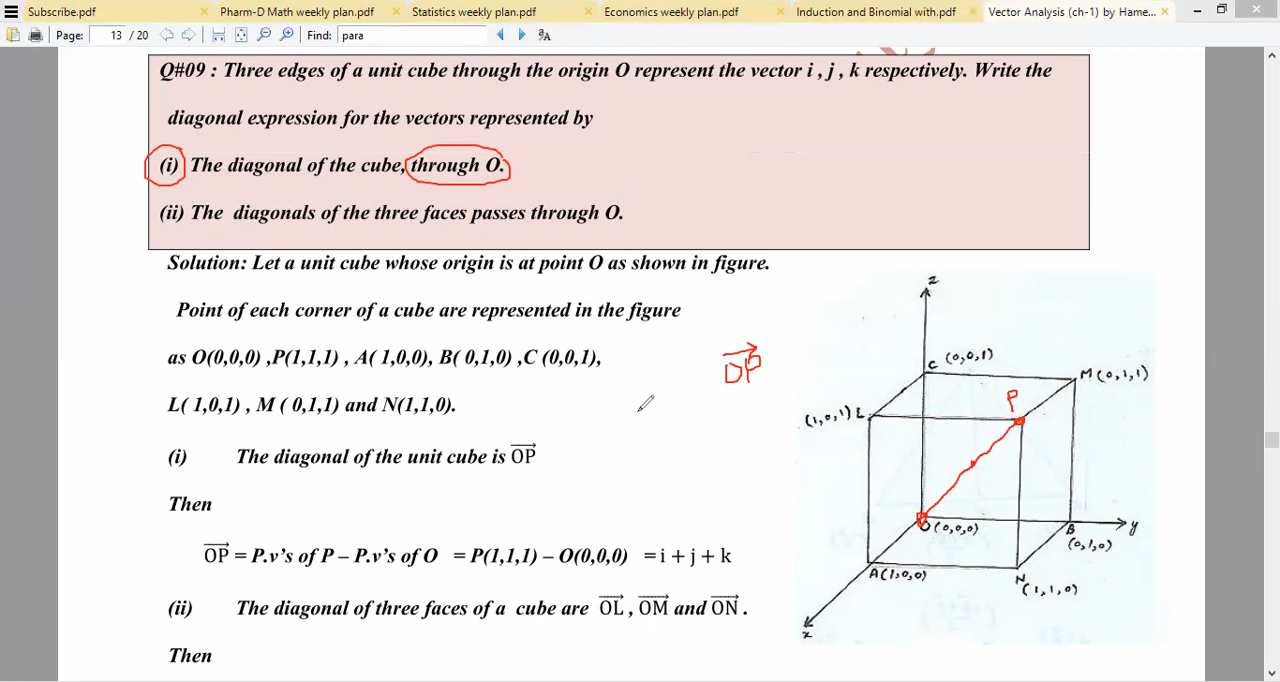 Subscribe.pdf × Pharm-D Math weekly plan.pdf × Statistics weekly plan.pdf × Economics weekly plan.pdf × Induction and Binomial with.pdf × Vector Analysis (ch-1) by Hame... ×
Page: 13 / 20 Find: para
Q#09 : Three edges of a unit cube through the origin O represent the vector i , j , k respectively. Write the
diagonal expression for the vectors represented by
(i) The diagonal of the cube, through O.
(ii) The diagonals of the three faces passes through O.
Solution: Let a unit cube whose origin is at point O as shown in figure.
Point of each corner of a cube are represented in the figure
as O(0,0,0) ,P(1,1,1) , A( 1,0,0), B( 0,1,0) ,C (0,0,1),
L( 1,0,1) , M ( 0,1,1) and N(1,1,0).
(i) The diagonal of the unit cube is OP
Then
OP = P.v's of P – P.v's of O = P(1,1,1) – O(0,0,0) = i + j + k
(ii) The diagonal of three faces of a cube are OL , OM and ON .
Then
OP
z
C (0,0,1)
M (0,1,1)
P
(1,0,1) L
O (0,0,0)
B
y
(0,1,0)
A(1,0,0)
N
(1,1,0)
x